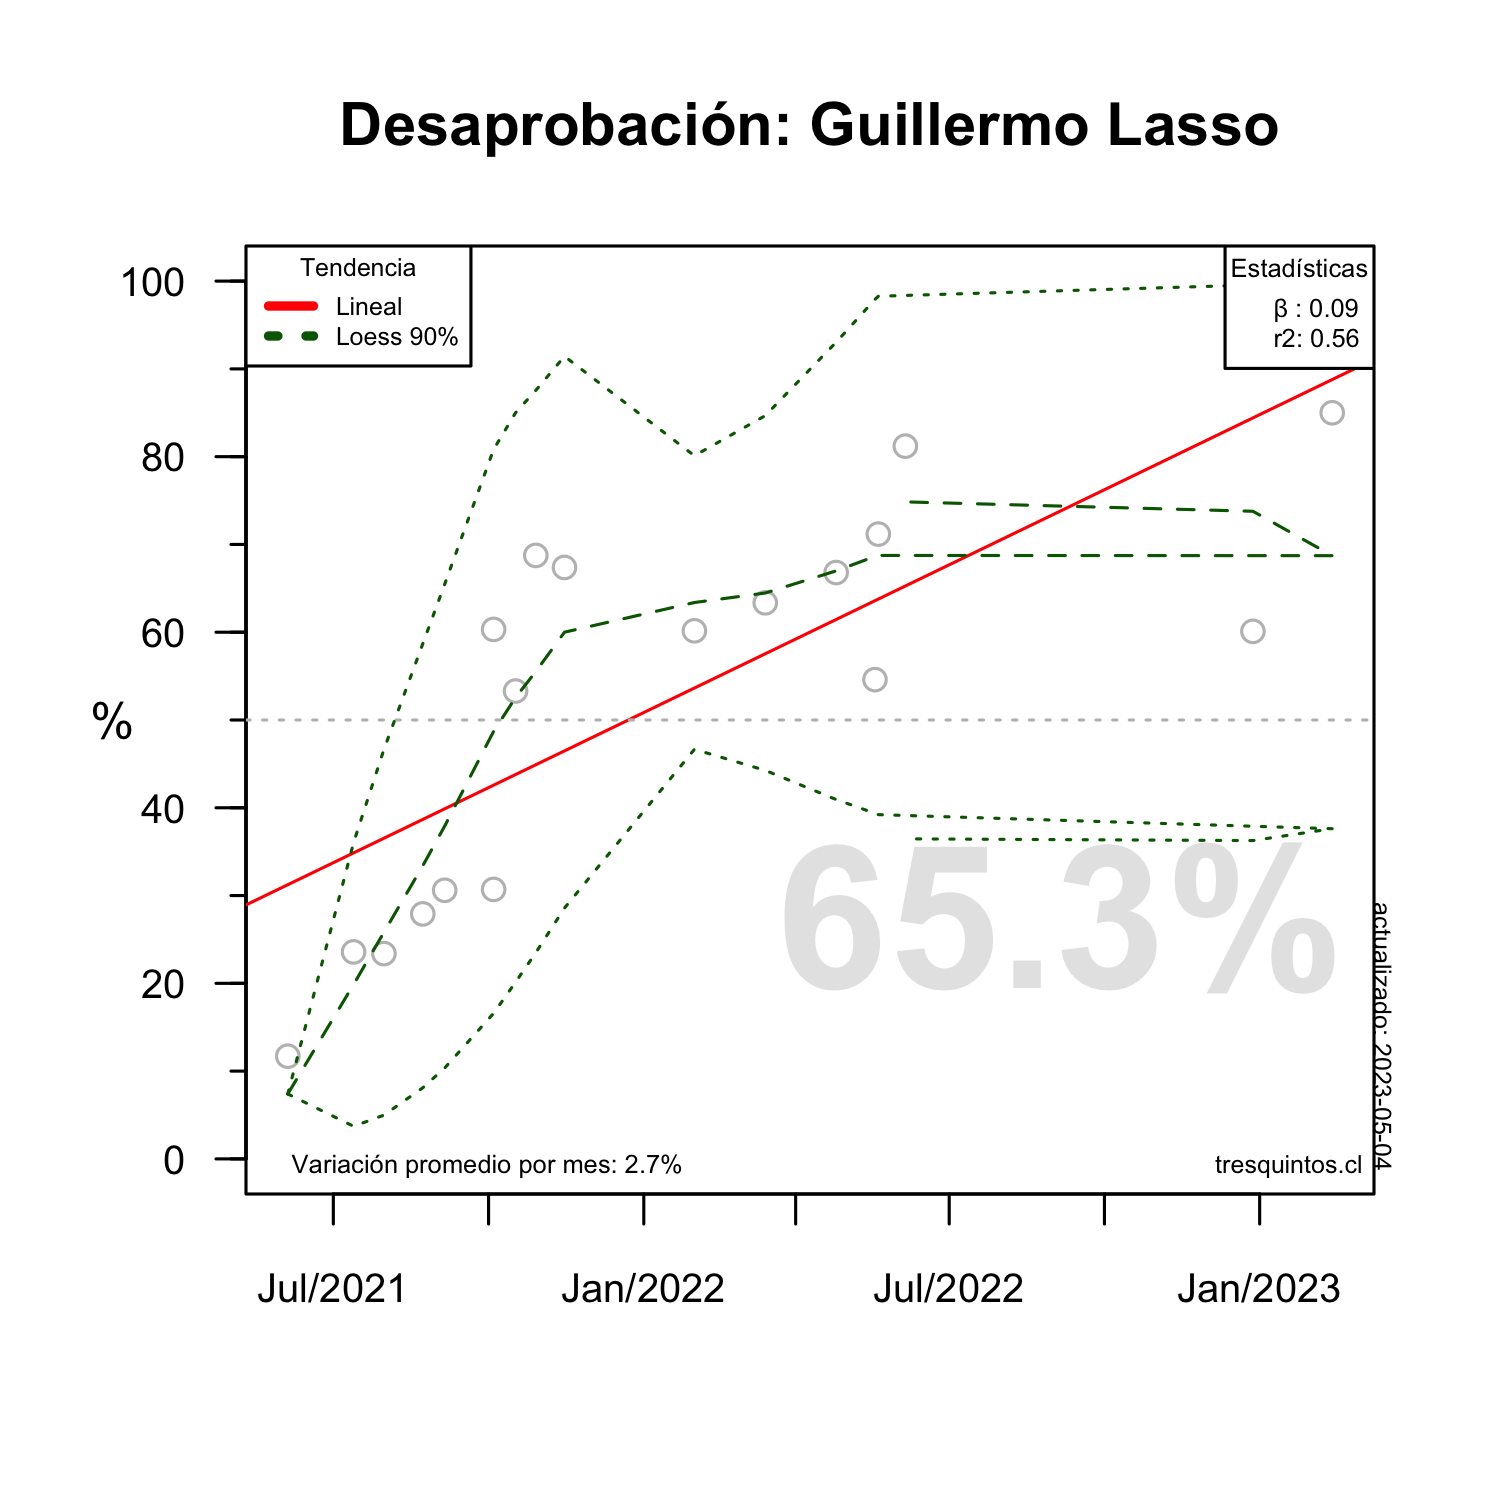 Desaprobación: Guillermo Lasso
Tendencia
Lineal
Loess 90%
Estadísticas
β : 0.09
r2: 0.56
100
80
60
40
20
0
%
65.3%
actualizado: 2023-05-04
Variación promedio por mes: 2.7%
tresquintos.cl
Jul/2021
Jan/2022
Jul/2022
Jan/2023